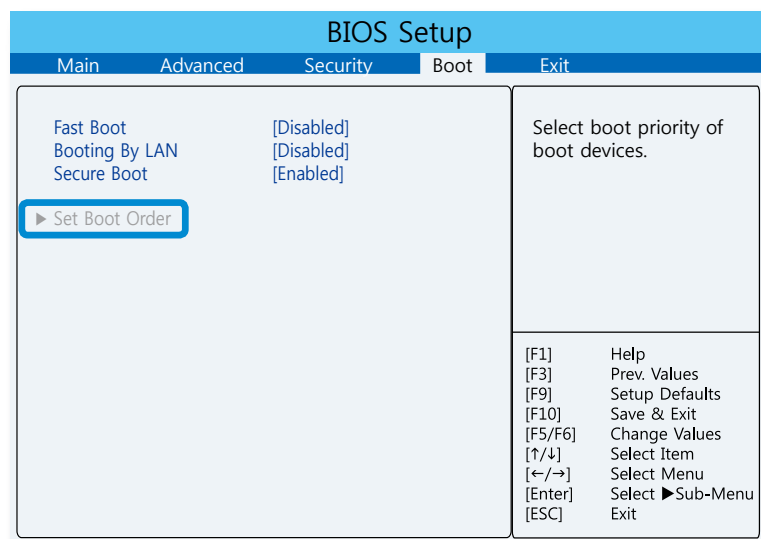 BIOS Setup
Main Advanced Security Boot Exit
Fast Boot [Disabled]
Booting By LAN [Disabled]
Secure Boot [Enabled]
▶ Set Boot Order
Select boot priority of
boot devices.
[F1] Help
[F3] Prev. Values
[F9] Setup Defaults
[F10] Save & Exit
[F5/F6] Change Values
[↑/↓] Select Item
[←/→] Select Menu
[Enter] Select ▶Sub-Menu
[ESC] Exit